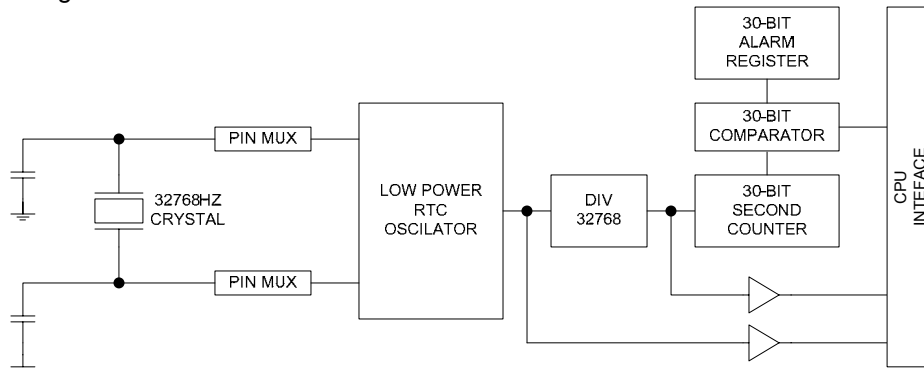 30-BIT
ALARM
REGISTER
30-BIT
COMPARATOR
30-BIT
SECOND
COUNTER
PIN MUX
32768HZ
CRYSTAL
PIN MUX
LOW POWER
RTC
OSCILATOR
DIV
32768
CPU
INTEFACE